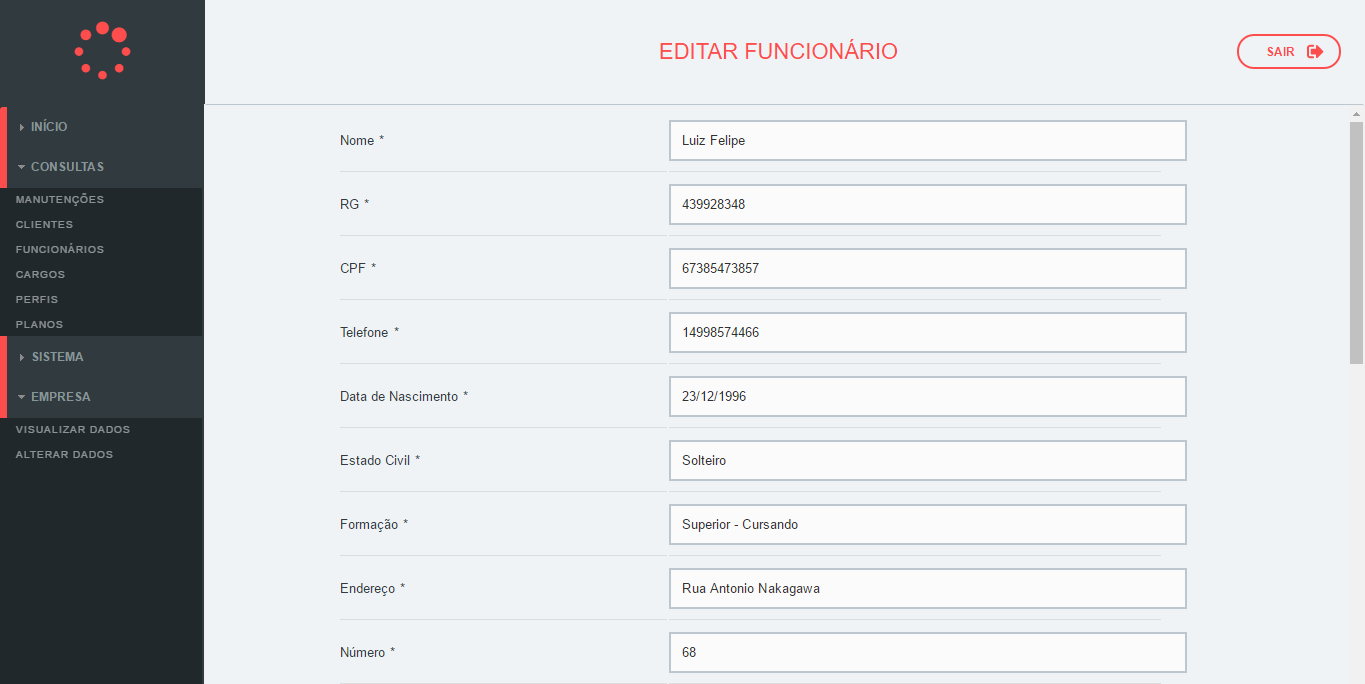 EDITAR FUNCIONÁRIO
SAIR
INÍCIO
CONSULTAS
MANUTENÇÕES
CLIENTES
FUNCIONÁRIOS
CARGOS
PERFIS
PLANOS
SISTEMA
EMPRESA
VISUALIZAR DADOS
ALTERAR DADOS
Nome * Luiz Felipe
RG * 439928348
CPF * 67385473857
Telefone * 14998574466
Data de Nascimento * 23/12/1996
Estado Civil * Solteiro
Formação * Superior - Cursando
Endereço * Rua Antonio Nakagawa
Número * 68